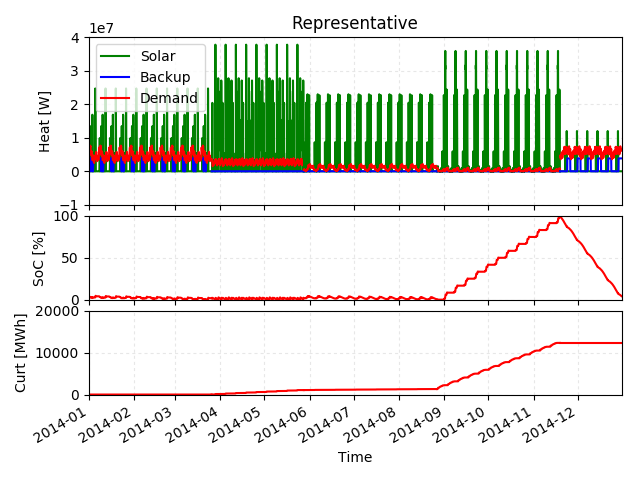 Representative
1e7
4
3
2
1
0
−1
Heat [W]
Solar
Backup
Demand
100
50
0
SoC [%]
20000
10000
0
Curt [MWh]
2014-01
2014-02
2014-03
2014-04
2014-05
2014-06
2014-07
2014-08
2014-09
2014-10
2014-11
2014-12
Time